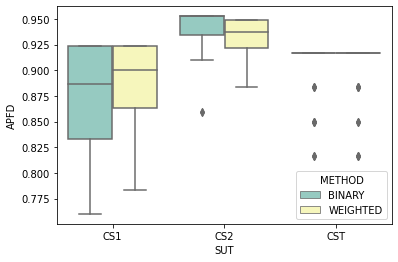 0.950
0.925
0.900
0.875
0.850
0.825
0.800
0.775
APFD
CS1 CS2 CST
SUT
METHOD
BINARY
WEIGHTED